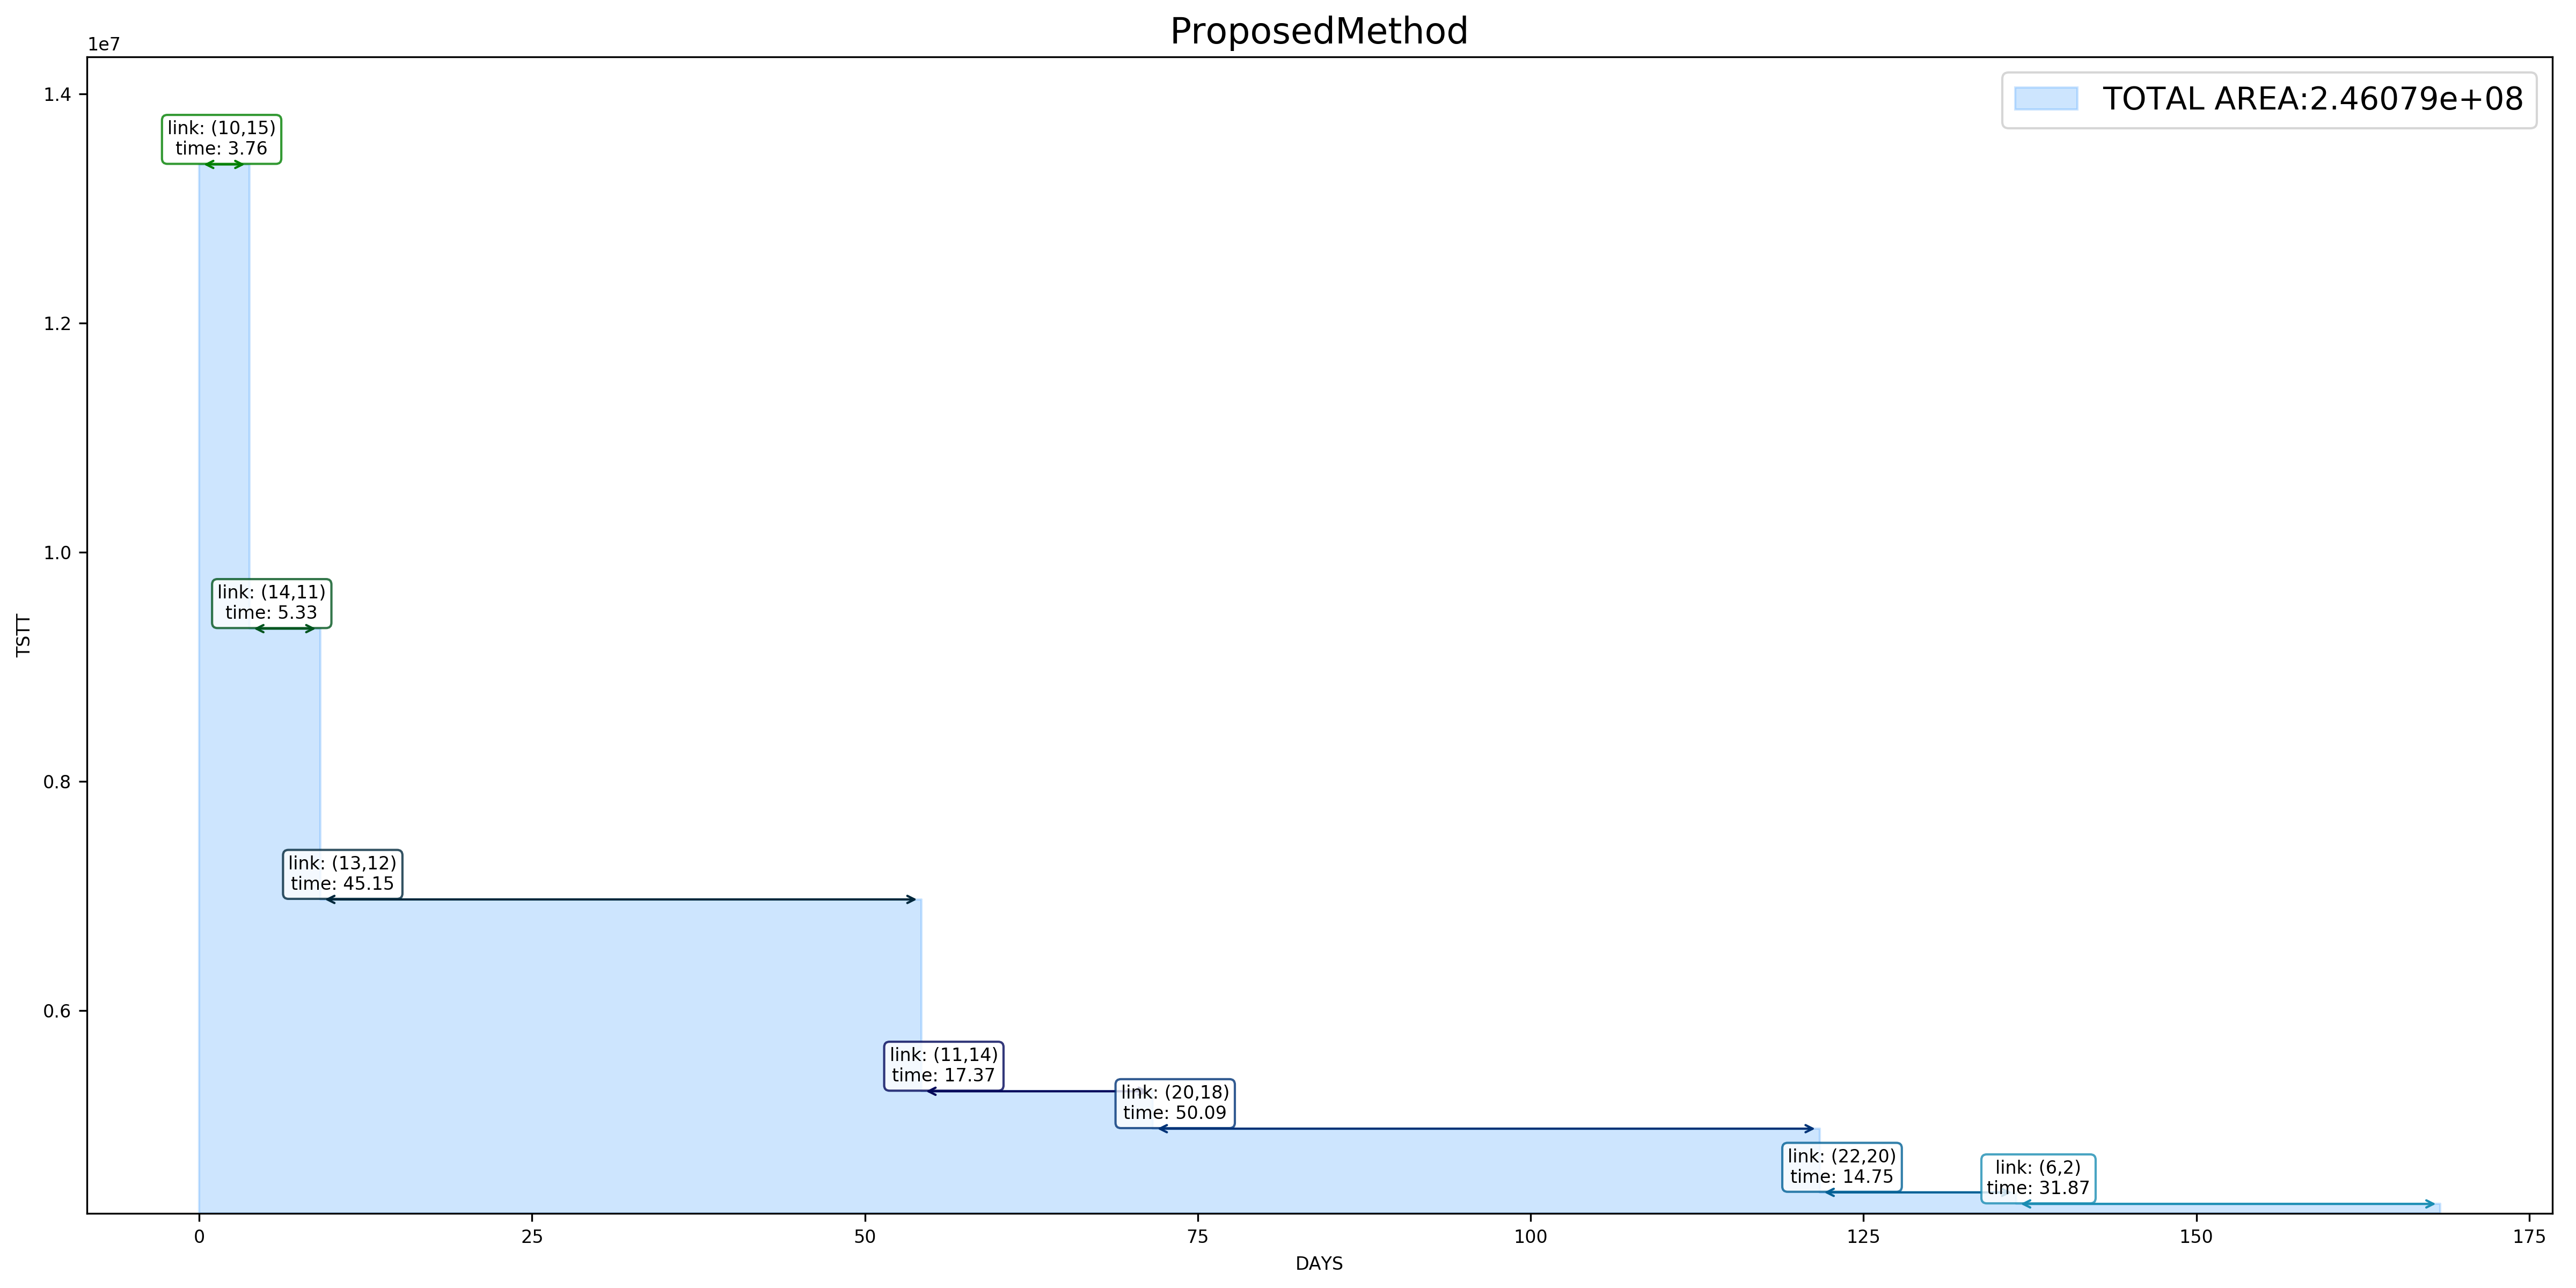 ProposedMethod
1e7
TOTAL AREA:2.46079e+08
1.4
1.2
1.0
0.8
0.6
TSTT
link: (10,15)
time: 3.76
link: (14,11)
time: 5.33
link: (13,12)
time: 45.15
link: (11,14)
time: 17.37
link: (20,18)
time: 50.09
link: (22,20)
time: 14.75
link: (6,2)
time: 31.87
0 25 50 75 100 125 150 175
DAYS